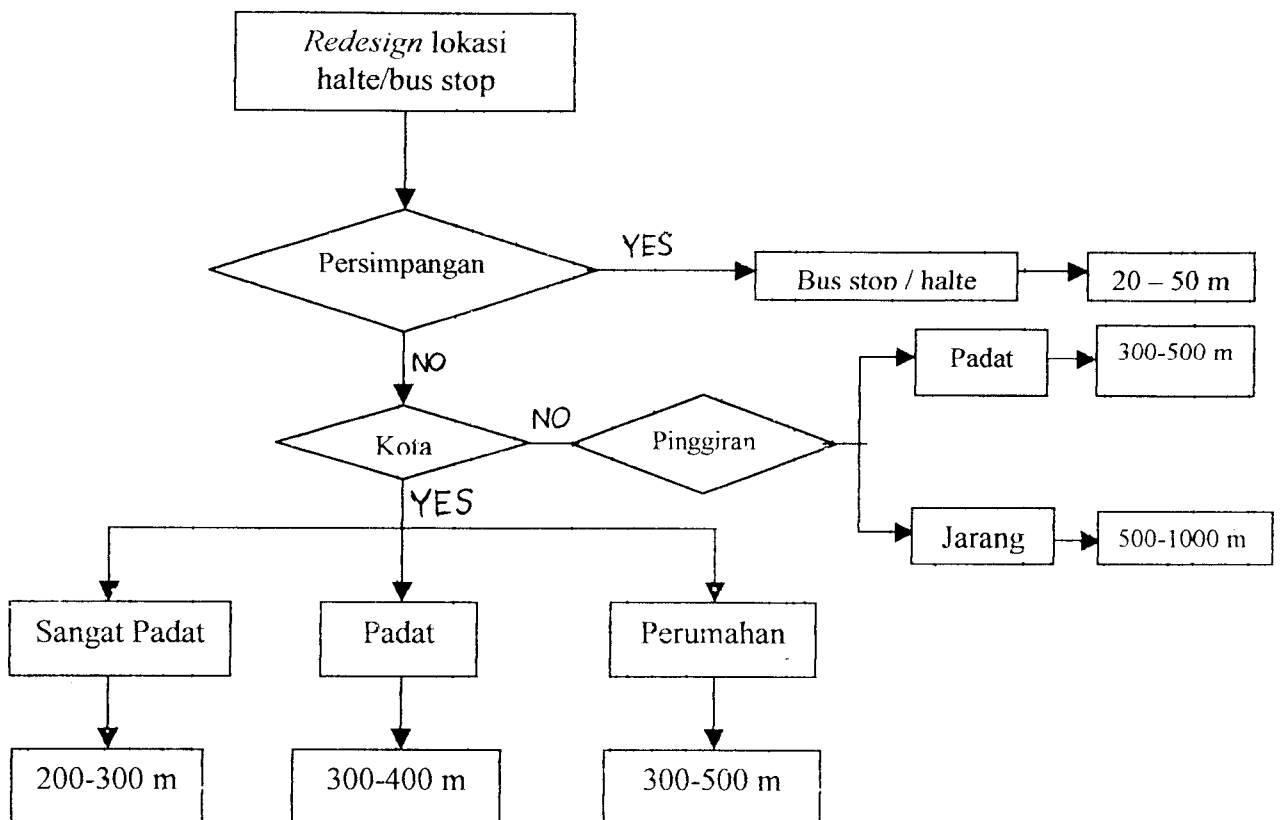 Redesign lokasi
halte/bus stop
Persimpangan
YES
Bus stop / halte
20 – 50 m
NO
Padat
300-500 m
Kota
NO
Pinggiran
YES
Jarang
500-1000 m
Sangat Padat
Padat
Perumahan
200-300 m
300-400 m
300-500 m